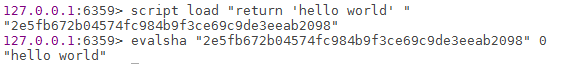 127.0.0.1:6359> script load "return 'hello world' "
"2e5fb672b04574fc984b9f3ce69c9de3eeab2098"
127.0.0.1:6359> evalsha "2e5fb672b04574fc984b9f3ce69c9de3eeab2098" 0
"hello world"